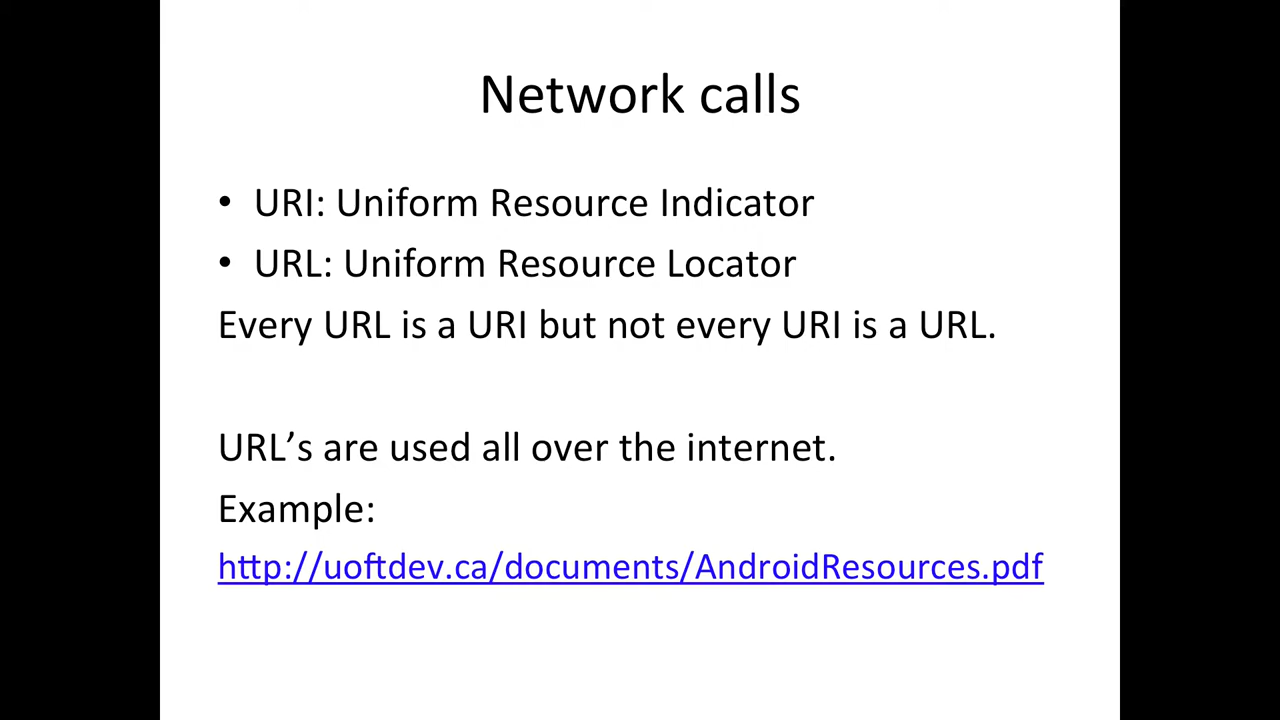 Network calls
• URI: Uniform Resource Indicator
• URL: Uniform Resource Locator
Every URL is a URI but not every URI is a URL.
URL’s are used all over the internet.
Example:
http://uoftdev.ca/documents/AndroidResources.pdf